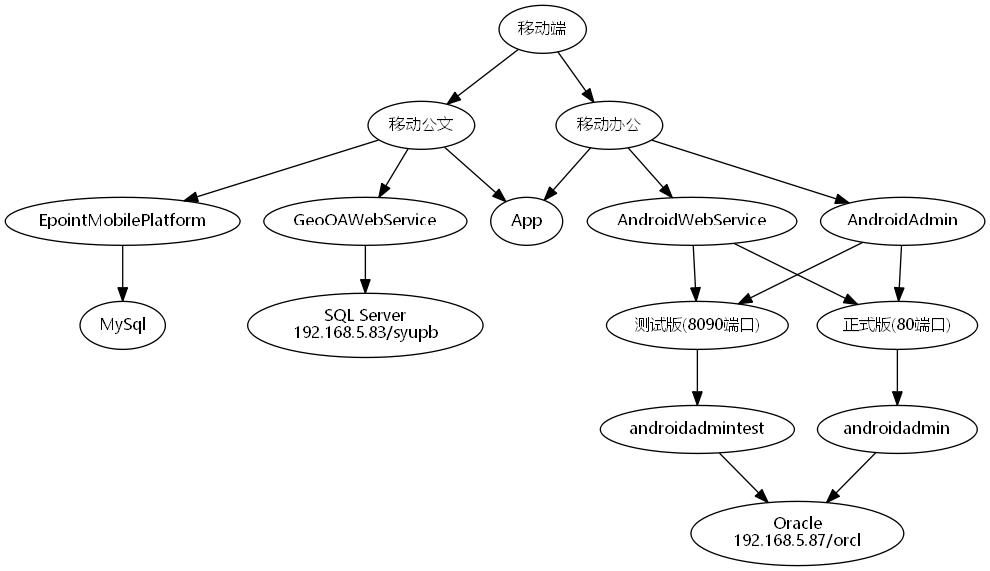 移动端
移动公文
移动办公
EpointMobilePlatform
GeoOAWebService
App
AndroidWebService
AndroidAdmin
MySql
SQL Server
192.168.5.83/syupb
测试版(8090端口)
正式版(80端口)
androidadmintest
androidadmin
Oracle
192.168.5.87/orcl